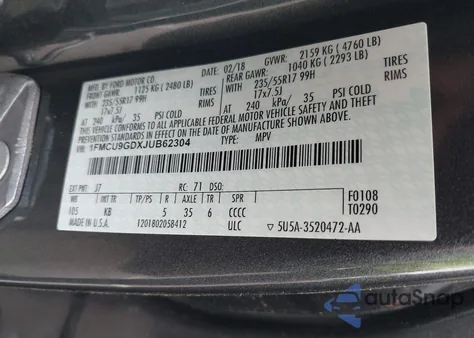 MFD. BY FORD MOTOR CO.
DATE: 02/18 GVWR: 2159 KG (4760 LB)
FRONT GAWR: 1125 KG (2480 LB) REAR GAWR: 1040 KG (2293 LB)
235/55R17 99H TIRES 235/55R17 99H TIRES
17x7.5J RIMS 17x7.5J RIMS
AT 240 kPa/ 35 PSI COLD AT 240 kPa/ 35 PSI COLD
THIS VEHICLE CONFORMS TO ALL APPLICABLE FEDERAL MOTOR VEHICLE SAFETY AND THEFT PREVENTION STANDARDS IN EFFECT ON THE DATE OF MANUFACTURE SHOWN ABOVE.
VIN: 1FMCU9GDXJUB62304 TYPE: MPV
EXT PNT: J7 RC: 71 DSO:
WB INT TR TP/PS R AXLE TR
105 KB 5 35 6 CCCC
F0108
T0290
MADE IN U.S.A. 1201802058412 ULC 5U5A-3520472-AA
autoSnap